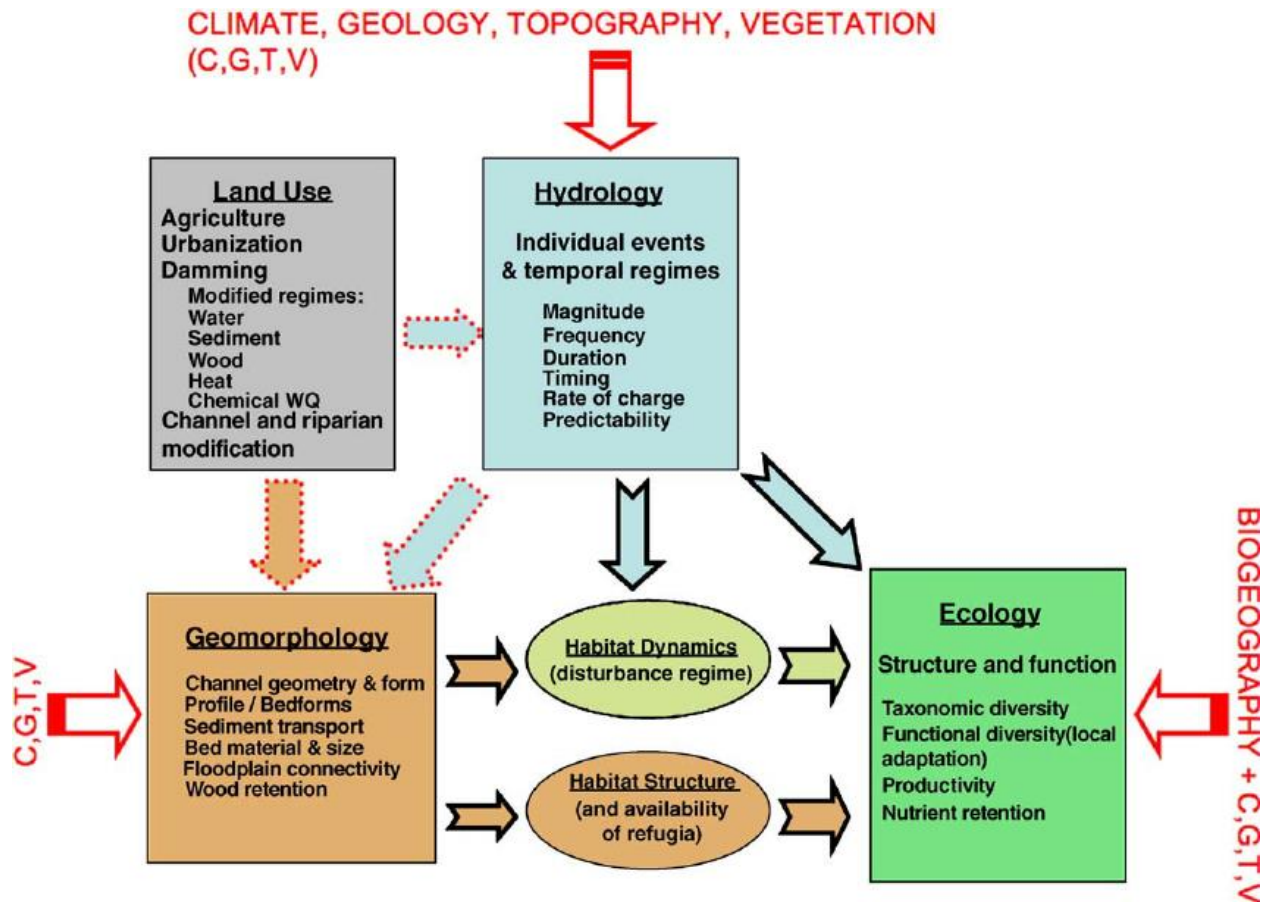 CLIMATE, GEOLOGY, TOPOGRAPHY, VEGETATION
(C,G,T,V)
Land Use
Agriculture
Urbanization
Damming
Modified regimes:
Water
Sediment
Wood
Heat
Chemical WQ
Channel and riparian
modification
Hydrology
Individual events
& temporal regimes
Magnitude
Frequency
Duration
Timing
Rate of charge
Predictability
C,G,T,V
Geomorphology
Channel geometry & form
Profile / Bedforms
Sediment transport
Bed material & size
Floodplain connectivity
Wood retention
Habitat Dynamics
(disturbance regime)
Habitat Structure
(and availability
of refugia)
Ecology
Structure and function
Taxonomic diversity
Functional diversity(local
adaptation)
Productivity
Nutrient retention
BIOGEOGRAPHY + C,G,T,V